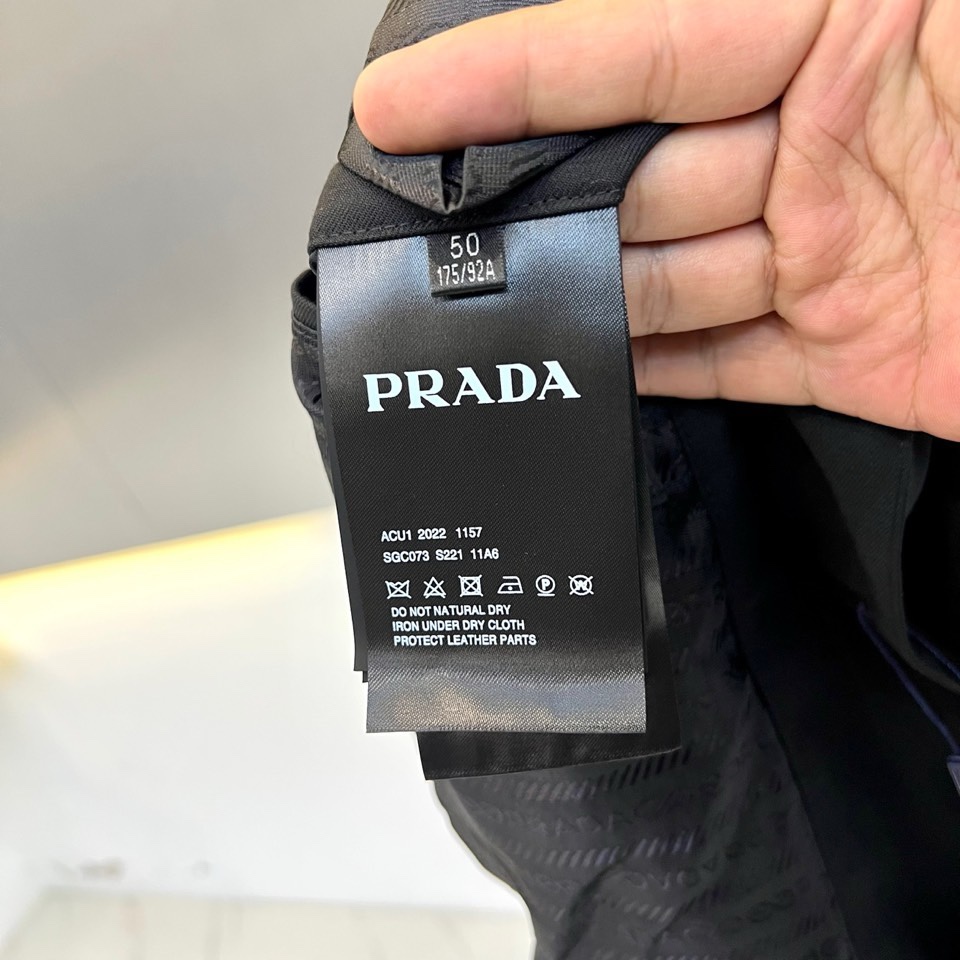 50
175/92A
PRADA
ACU1 2022 1157
SGC073 S221 11A6
P
W
DO NOT NATURAL DRY
IRON UNDER DRY CLOTH
PROTECT LEATHER PARTS